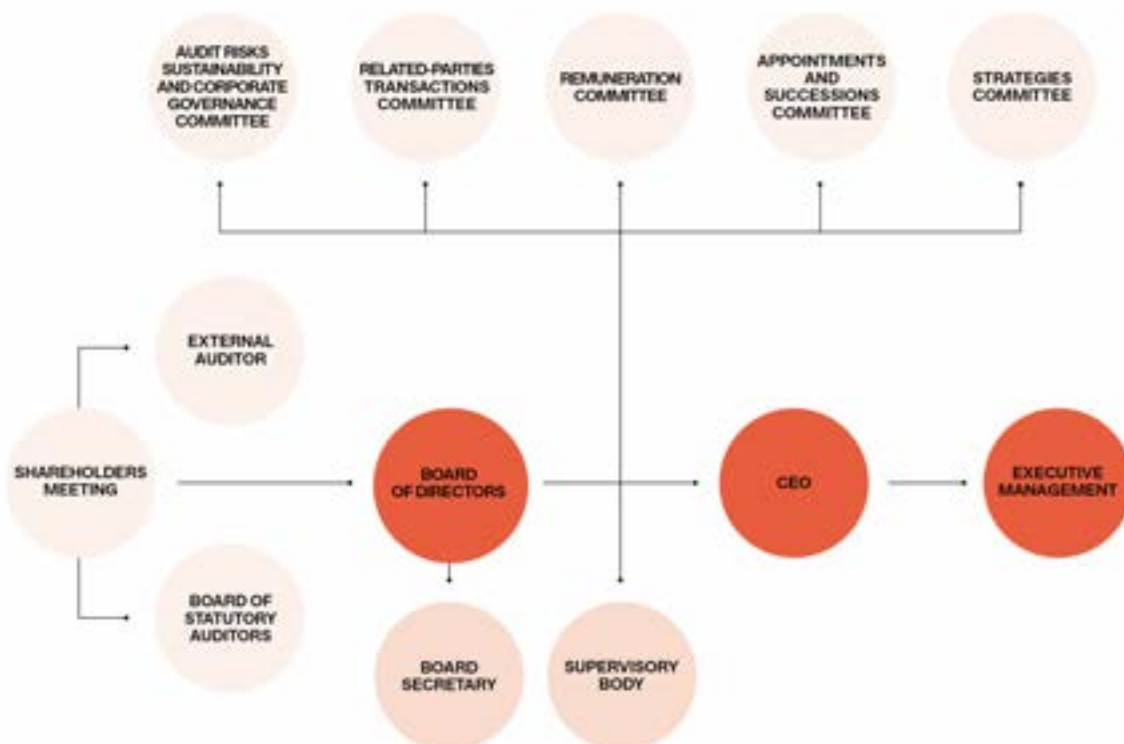 AUDIT RISKS
SUSTAINABILITY
AND CORPORATE
GOVERNANCE
COMMITTEE
RELATED-PARTIES
TRANSACTIONS
COMMITTEE
REMUNERATION
COMMITTEE
APPOINTMENTS
AND
SUCCESSIONS
COMMITTEE
STRATEGIES
COMMITTEE
EXTERNAL
AUDITOR
SHAREHOLDERS
MEETING
BOARD
OF DIRECTORS
CEO
EXECUTIVE
MANAGEMENT
BOARD OF
STATUTORY
AUDITORS
BOARD
SECRETARY
SUPERVISORY
BODY